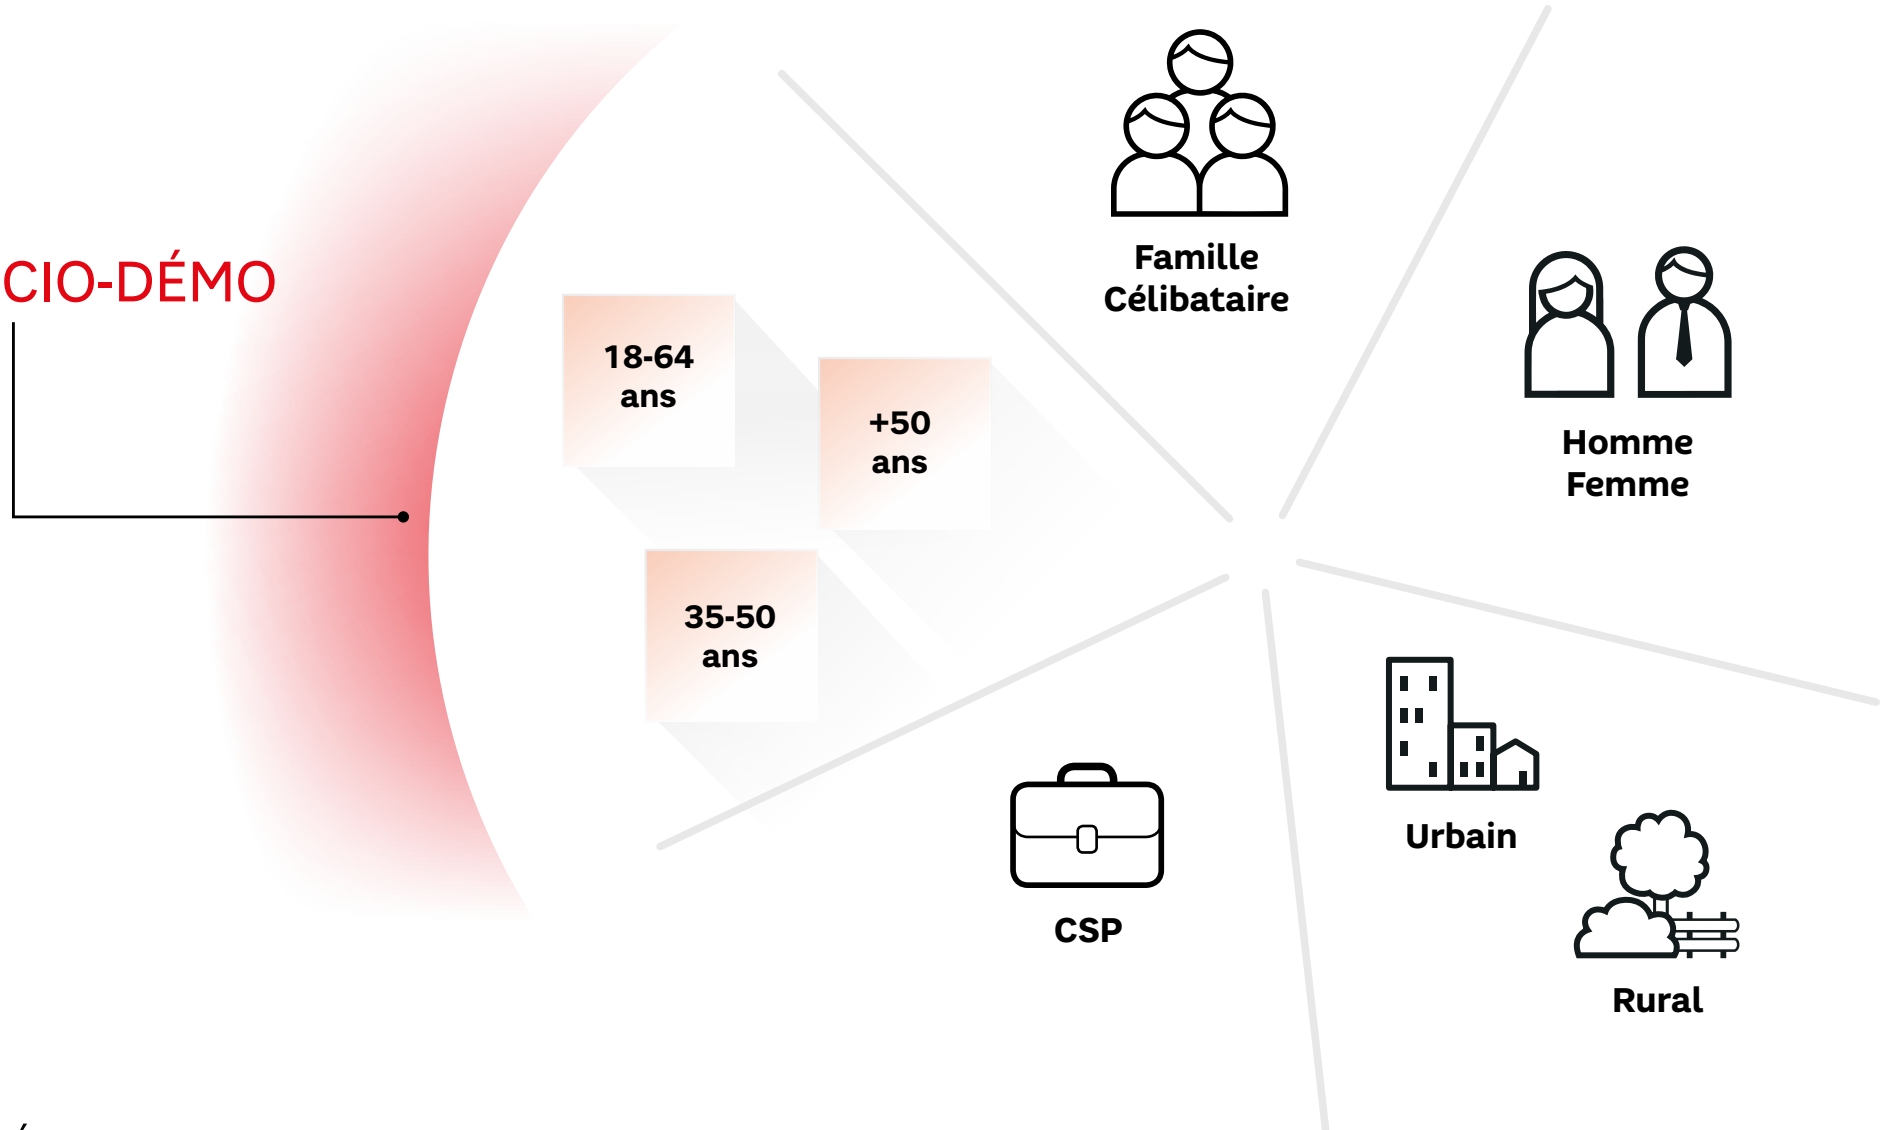 CIO-DÉMO
18-64
ans
+50
ans
35-50
ans
Famille
Célibataire
Homme
Femme
Urbain
Rural
CSP